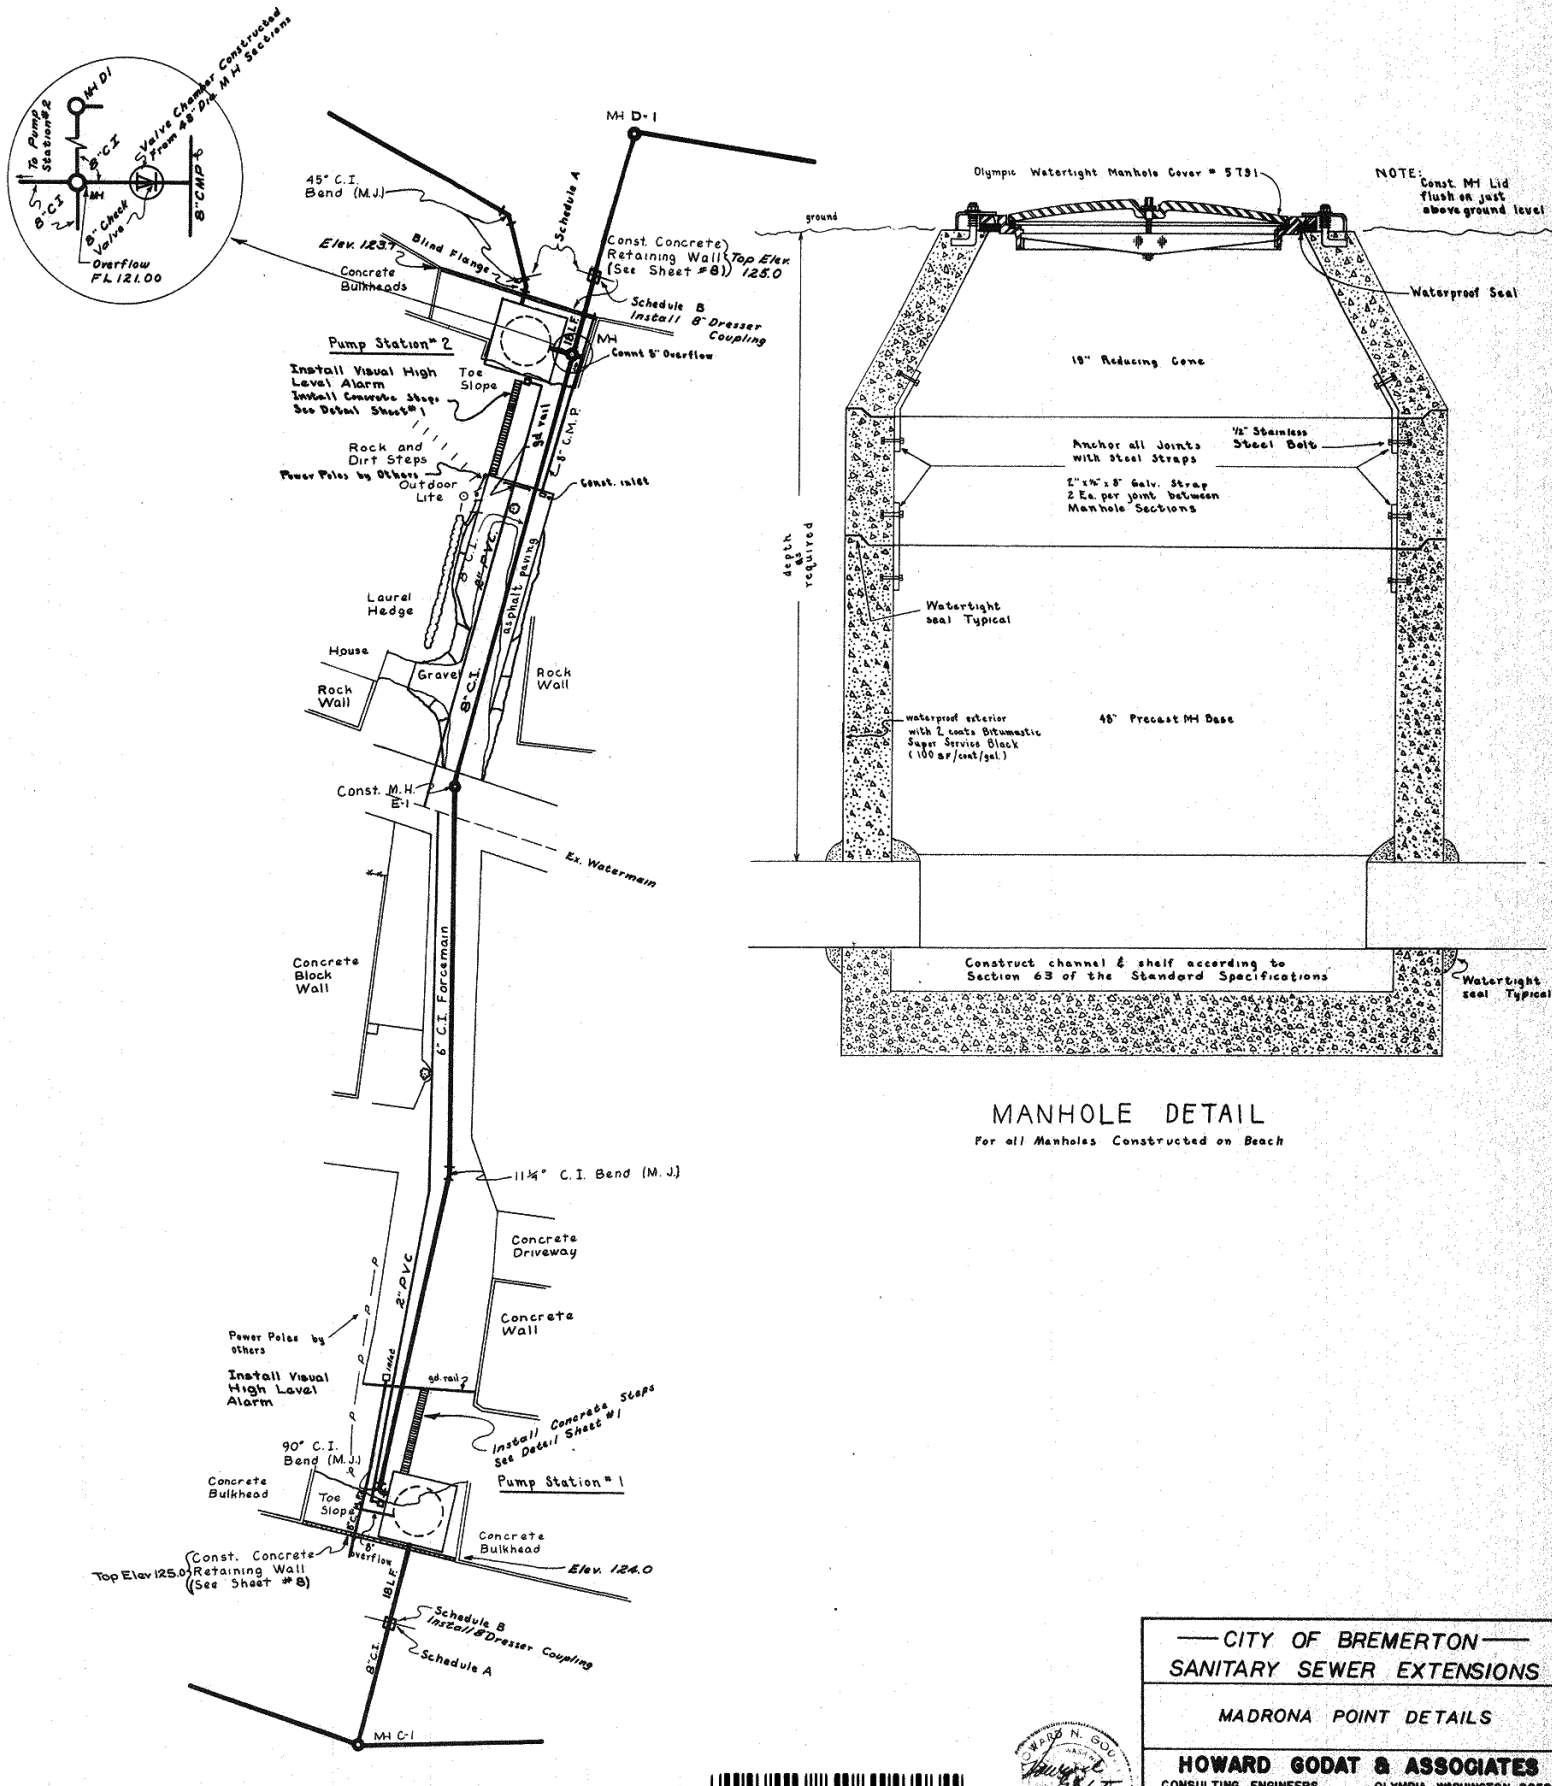 Valve Chamber Constructed
From 48" Dia. MH Sections
MH D1
To Pump
Station #2
8" C.I
8" C.I
MH
8" Check
Valve
8" CMP
Overflow
FL 121.00
MH D-1
45° C.I.
Bend (M.J.)
Schedule A
Elev. 123.7
Blind Flange
Concrete
Bulkheads
Const. Concrete
Retaining Wall
(See Sheet #8)
Top Elev.
125.0
Schedule B
Install 8" Dresser
Coupling
18 L.F.
MH
Connt 8" Overflow
Pump Station #2
Install Visual High
Level Alarm
Install Concrete Steps
See Detail Sheet #1
Toe
Slope
gd. rail
8" C.M.P.
Rock and
Dirt Steps
Power Poles by Others
Outdoor
Lite
Const. inlet
8" C.I.
2" PVC.
asphalt paving
Laurel
Hedge
House
Gravel
Rock
Wall
Rock
Wall
8" C.I.
Const. M.H.
E-1
Ex. Watermain
Concrete
Block
Wall
6" C.I. Forcemain
11¼° C.I. Bend (M.J.)
Concrete
Driveway
2" PVC
Concrete
Wall
Power Poles by
others
P
P
P
P
P
Install Visual
High Level
Alarm
inlet
gd. rail
Install Concrete Steps
See Detail Sheet #1
90° C.I.
Bend (M.J.)
Pump Station #1
Concrete
Bulkhead
Toe
Slope
8" C.M.P.
Concrete
Bulkhead
8"
overflow
Elev. 124.0
Top Elev 125.0
Const. Concrete
Retaining Wall
(See Sheet #8)
18 L.F.
Schedule B
Install 8" Dresser Coupling
Schedule A
8" C.I.
MH C-1
Olympic Watertight Manhole Cover # 5791
NOTE:
Const. MH Lid
flush or just
above ground level
ground
Waterproof Seal
18" Reducing Cone
½" Stainless
Steel Bolt
Anchor all Joints
with Steel Straps
Galv. Strap
2 Ea. per joint between
Manhole Sections
depth
as
required
Watertight
seal Typical
waterproof exterior
with 2 coats Bitumastic
Super Service Black
(100 SF/coat/gal.)
48" Precast MH Base
Construct channel & shelf according to
Section 63 of the Standard Specifications
Watertight
seal Typical
MANHOLE DETAIL
For all Manholes Constructed on Beach
CITY OF BREMERTON
SANITARY SEWER EXTENSIONS
MADRONA POINT DETAILS
HOWARD GODAT & ASSOCIATES
CONSULTING ENGINEERS
HOWARD N. GOD